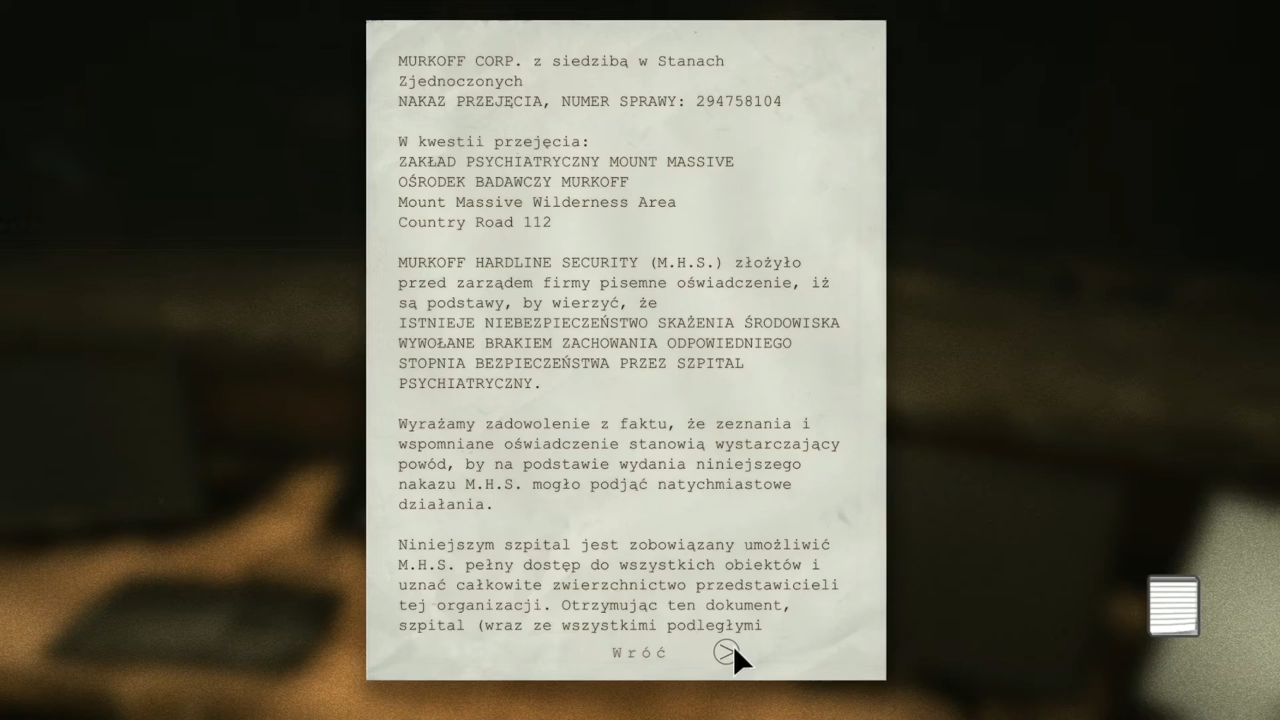 MURKOFF CORP. z siedzibą w Stanach
Zjednoczonych
NAKAZ PRZEJĘCIA, NUMER SPRAWY: 294758104
W kwestii przejęcia:
ZAKŁAD PSYCHIATRYCZNY MOUNT MASSIVE
OŚRODEK BADAWCZY MURKOFF
Mount Massive Wilderness Area
Country Road 112
MURKOFF HARDLINE SECURITY (M.H.S.) złożyło
przed zarządem firmy pisemne oświadczenie, iż
są podstawy, by wierzyć, że
ISTNIEJE NIEBEZPIECZEŃSTWO SKAŻENIA ŚRODOWISKA
WYWOŁANE BRAKIEM ZACHOWANIA ODPOWIEDNIEGO
STOPNIA BEZPIECZEŃSTWA PRZEZ SZPITAL
PSYCHIATRYCZNY.
Wyrażamy zadowolenie z faktu, że zeznania i
wspomniane oświadczenie stanowią wystarczający
powód, by na podstawie wydania niniejszego
nakazu M.H.S. mogło podjąć natychmiastowe
działania.
Niniejszym szpital jest zobowiązany umożliwić
M.H.S. pełny dostęp do wszystkich obiektów i
uznać całkowite zwierzchnictwo przedstawicieli
tej organizacji. Otrzymując ten dokument,
szpital (wraz ze wszystkimi podległymi
Wróć >